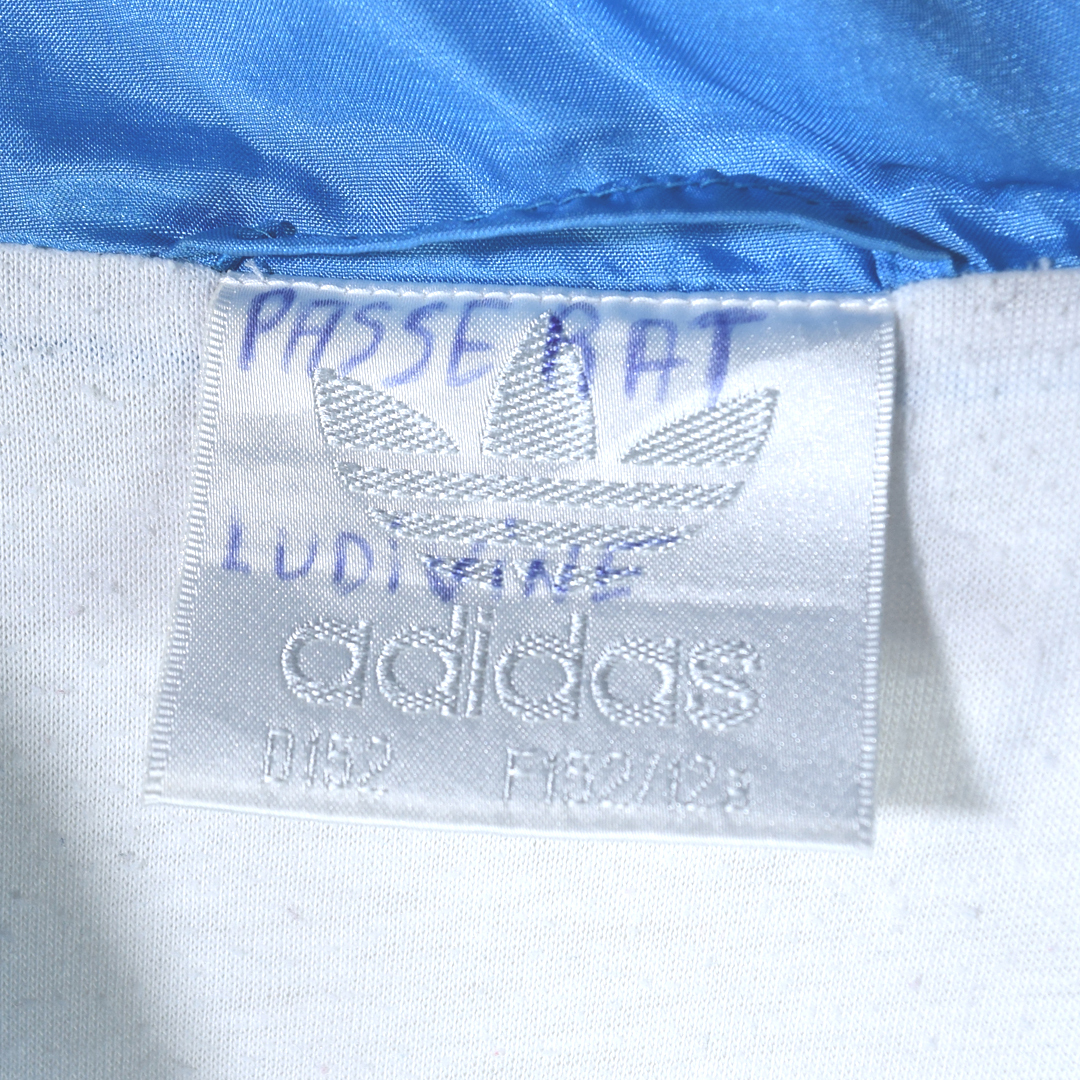 PASSERAT
LUDiViNE
adidas
D152 F152/12a